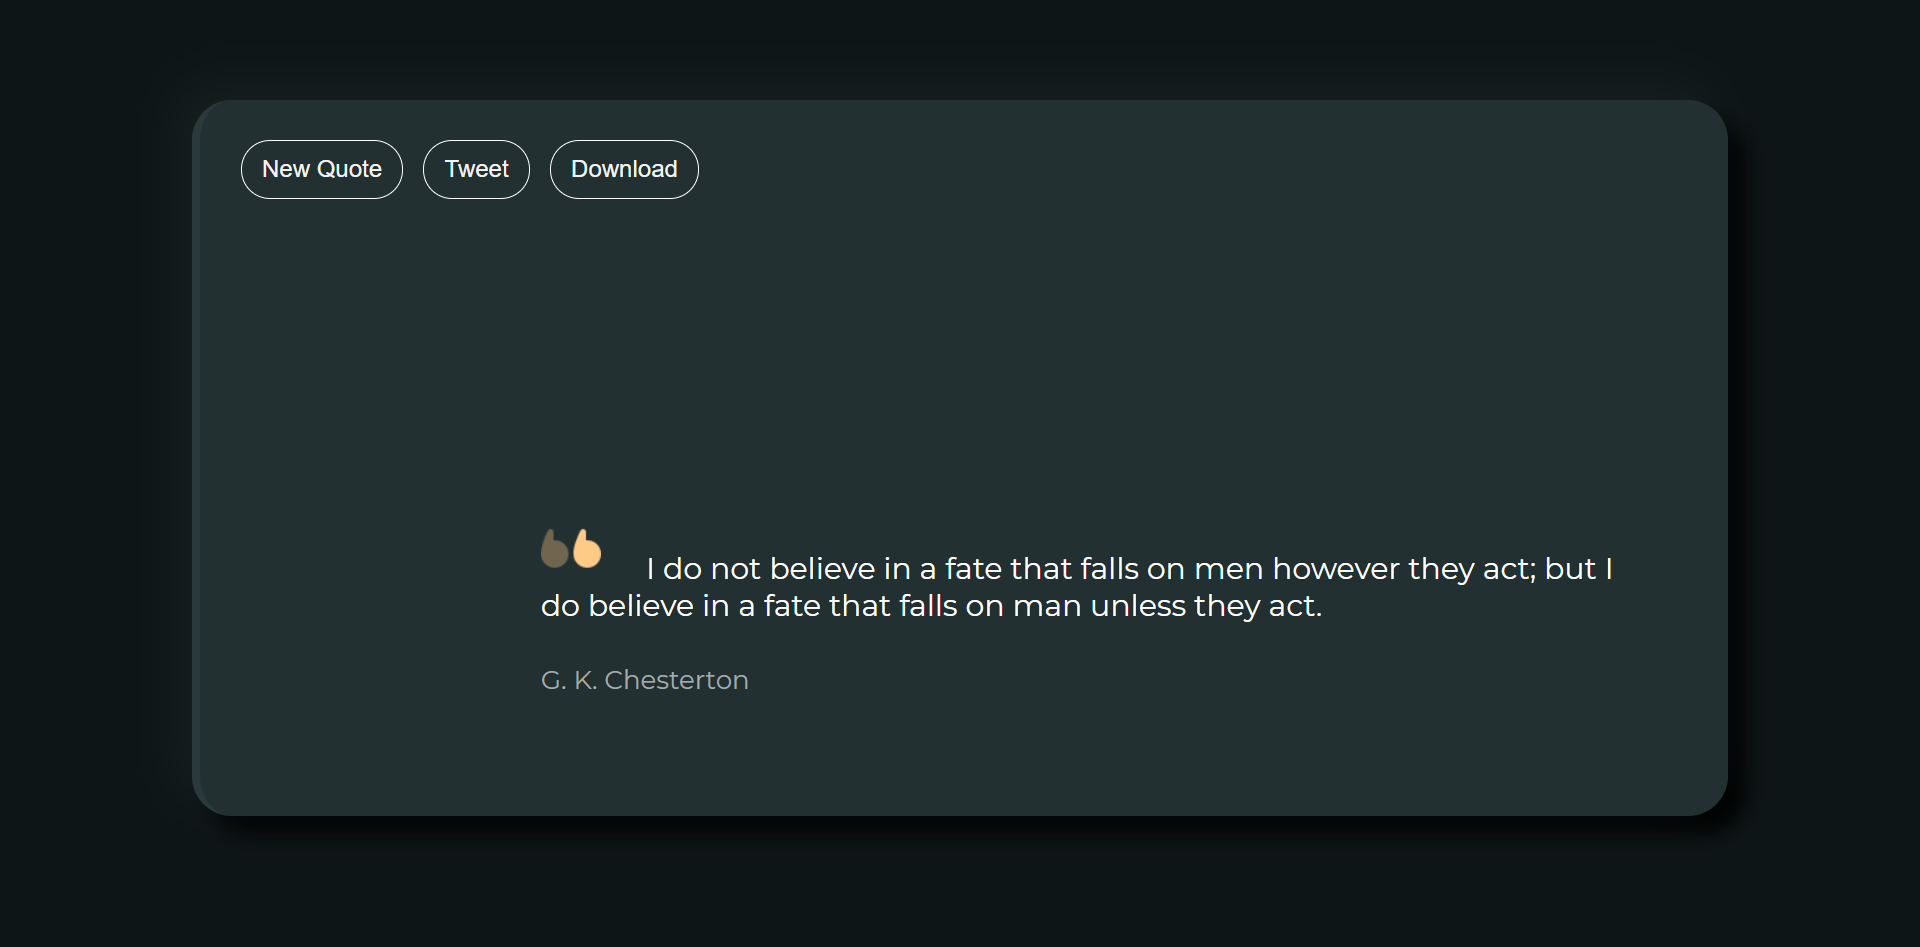 New Quote Tweet Download
I do not believe in a fate that falls on men however they act; but I
do believe in a fate that falls on man unless they act.
G. K. Chesterton